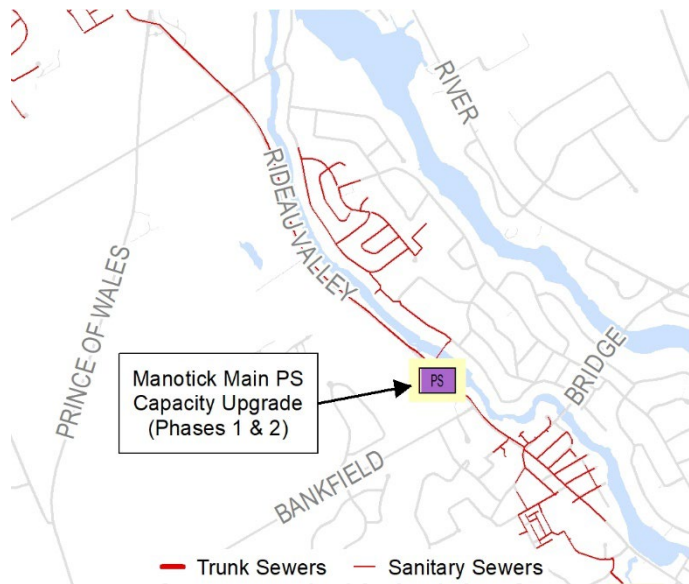 RIVER
RIDEAU VALLEY
PRINCE OF WALES
Manotick Main PS
Capacity Upgrade
(Phases 1 & 2)
PS
BRIDGE
BANKFIELD
Trunk Sewers
Sanitary Sewers